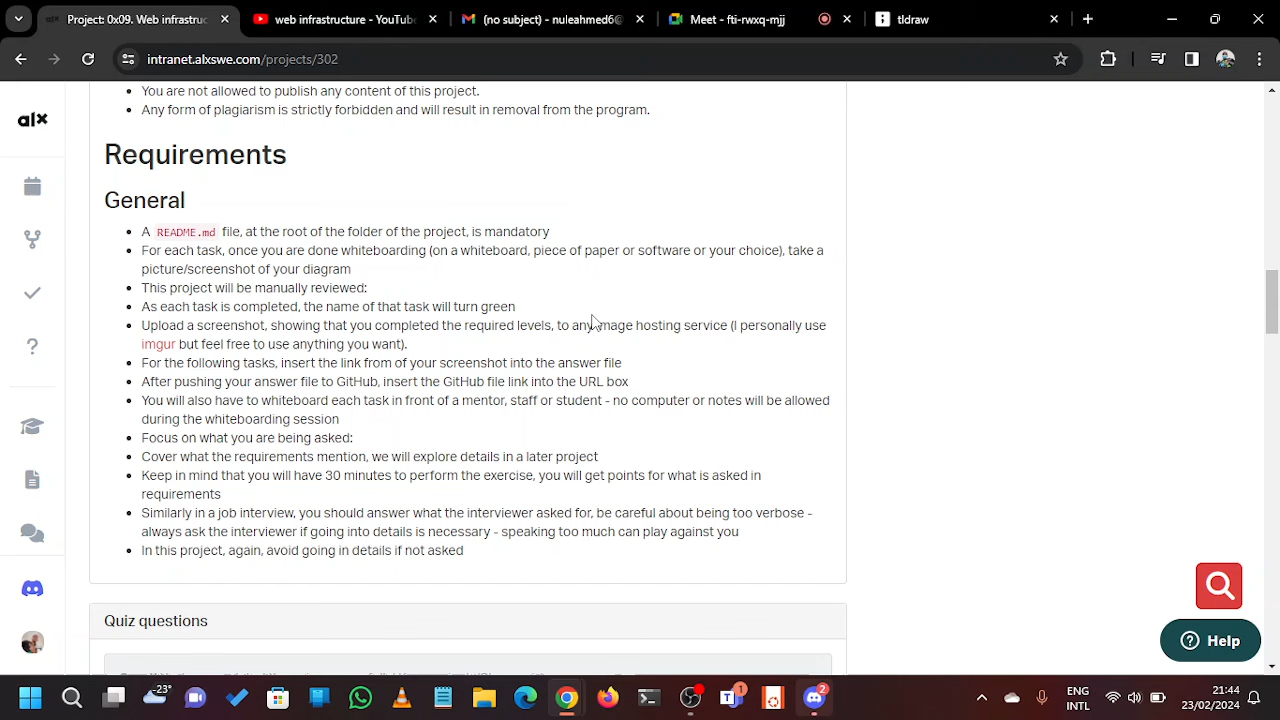 Project: 0x09. Web infrastruc
web infrastructure - YouTub
(no subject) - nuleahmed6@
Meet - fti-rwxq-mjj
tldraw
intranet.alxswe.com/projects/302
alx
You are not allowed to publish any content of this project.
Any form of plagiarism is strictly forbidden and will result in removal from the program.
Requirements
General
A README.md file, at the root of the folder of the project, is mandatory
For each task, once you are done whiteboarding (on a whiteboard, piece of paper or software or your choice), take a
picture/screenshot of your diagram
This project will be manually reviewed:
As each task is completed, the name of that task will turn green
Upload a screenshot, showing that you completed the required levels, to any image hosting service (I personally use
imgur but feel free to use anything you want).
For the following tasks, insert the link from of your screenshot into the answer file
After pushing your answer file to GitHub, insert the GitHub file link into the URL box
You will also have to whiteboard each task in front of a mentor, staff or student - no computer or notes will be allowed
during the whiteboarding session
Focus on what you are being asked:
Cover what the requirements mention, we will explore details in a later project
Keep in mind that you will have 30 minutes to perform the exercise, you will get points for what is asked in
requirements
Similarly in a job interview, you should answer what the interviewer asked for, be careful about being too verbose -
always ask the interviewer if going into details is necessary - speaking too much can play against you
In this project, again, avoid going in details if not asked
Quiz questions
Help
-23°
1
2
ENG
INTL
21:44
23/02/2024